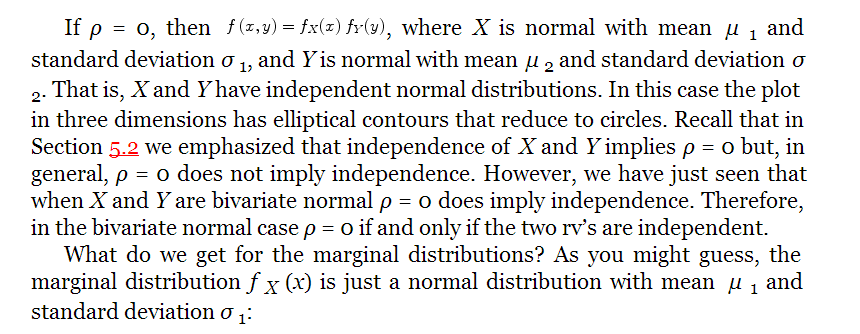 If ρ = 0, then f(x,y) = fX(x) fY(y), where X is normal with mean μ 1 and
standard deviation σ 1, and Y is normal with mean μ 2 and standard deviation σ
2. That is, X and Y have independent normal distributions. In this case the plot
in three dimensions has elliptical contours that reduce to circles. Recall that in
Section 5.2 we emphasized that independence of X and Y implies ρ = 0 but, in
general, ρ = 0 does not imply independence. However, we have just seen that
when X and Y are bivariate normal ρ = 0 does imply independence. Therefore,
in the bivariate normal case ρ = 0 if and only if the two rv’s are independent.
What do we get for the marginal distributions? As you might guess, the
marginal distribution f X (x) is just a normal distribution with mean μ 1 and
standard deviation σ 1: